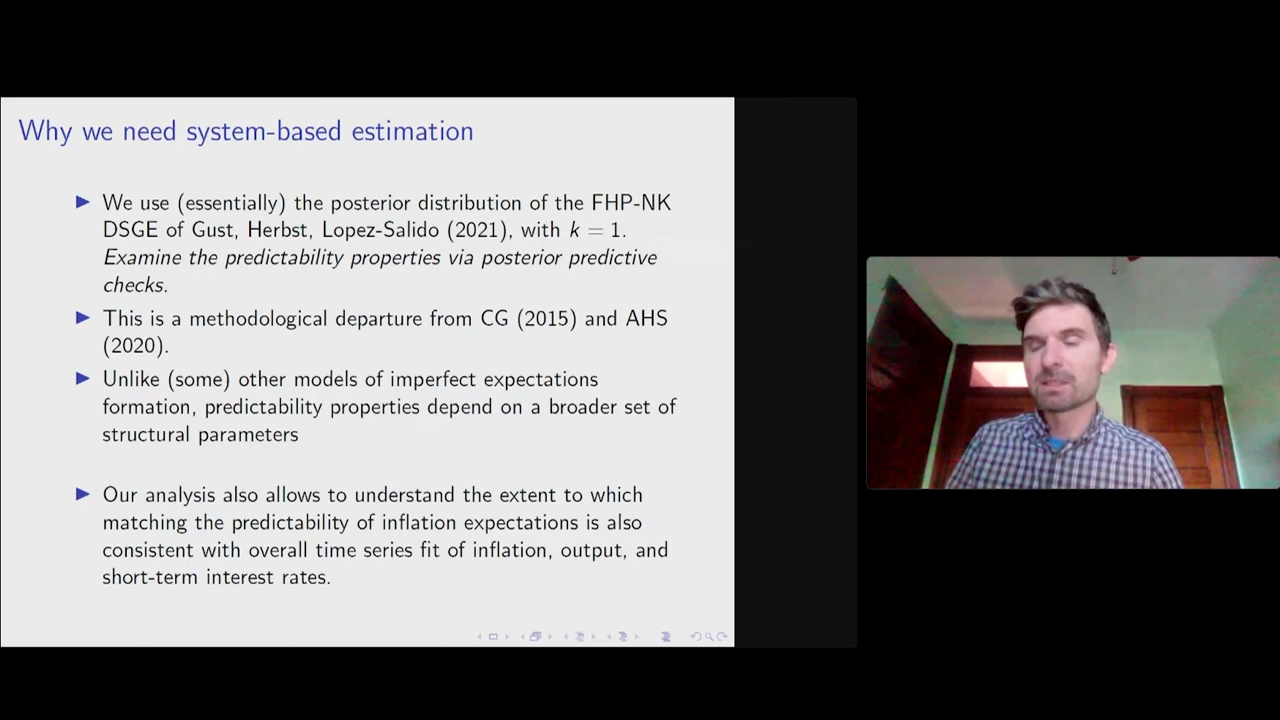 Why we need system-based estimation
We use (essentially) the posterior distribution of the FHP-NK
DSGE of Gust, Herbst, Lopez-Salido (2021), with k = 1.
Examine the predictability properties via posterior predictive
checks.
This is a methodological departure from CG (2015) and AHS
(2020).
Unlike (some) other models of imperfect expectations
formation, predictability properties depend on a broader set of
structural parameters
Our analysis also allows to understand the extent to which
matching the predictability of inflation expectations is also
consistent with overall time series fit of inflation, output, and
short-term interest rates.